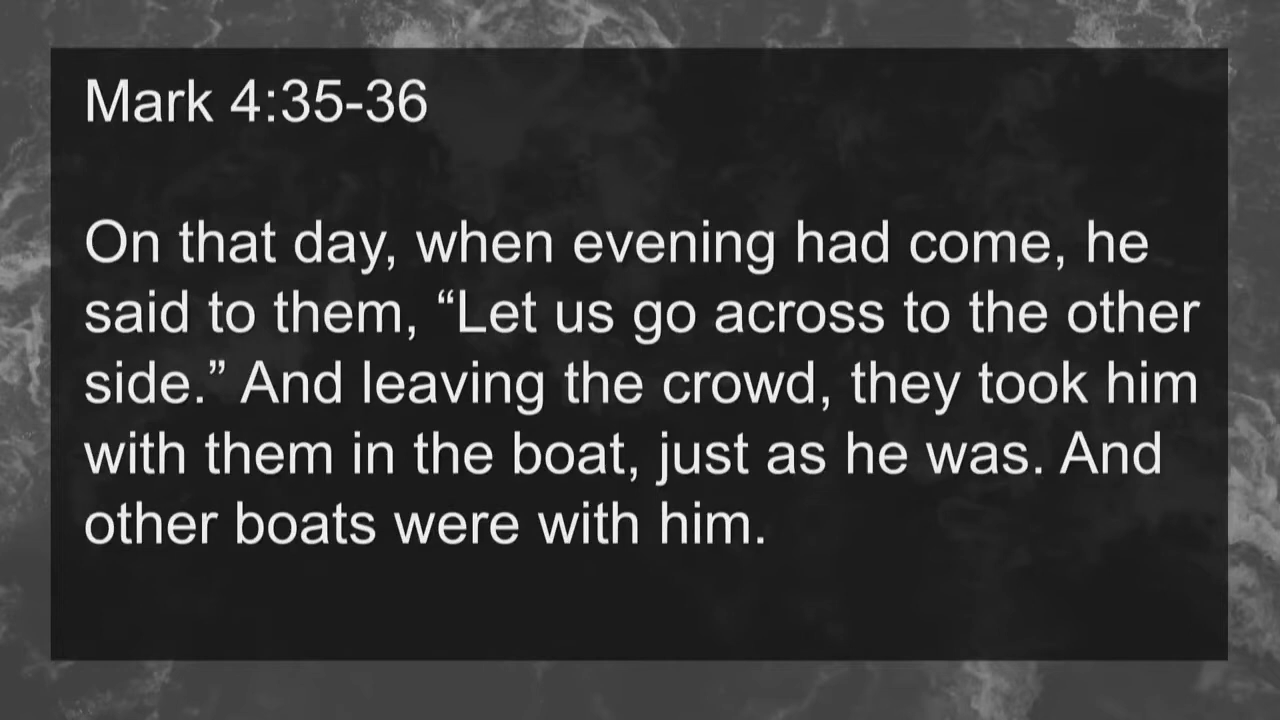 Mark 4:35-36
On that day, when evening had come, he
said to them, “Let us go across to the other
side.” And leaving the crowd, they took him
with them in the boat, just as he was. And
other boats were with him.